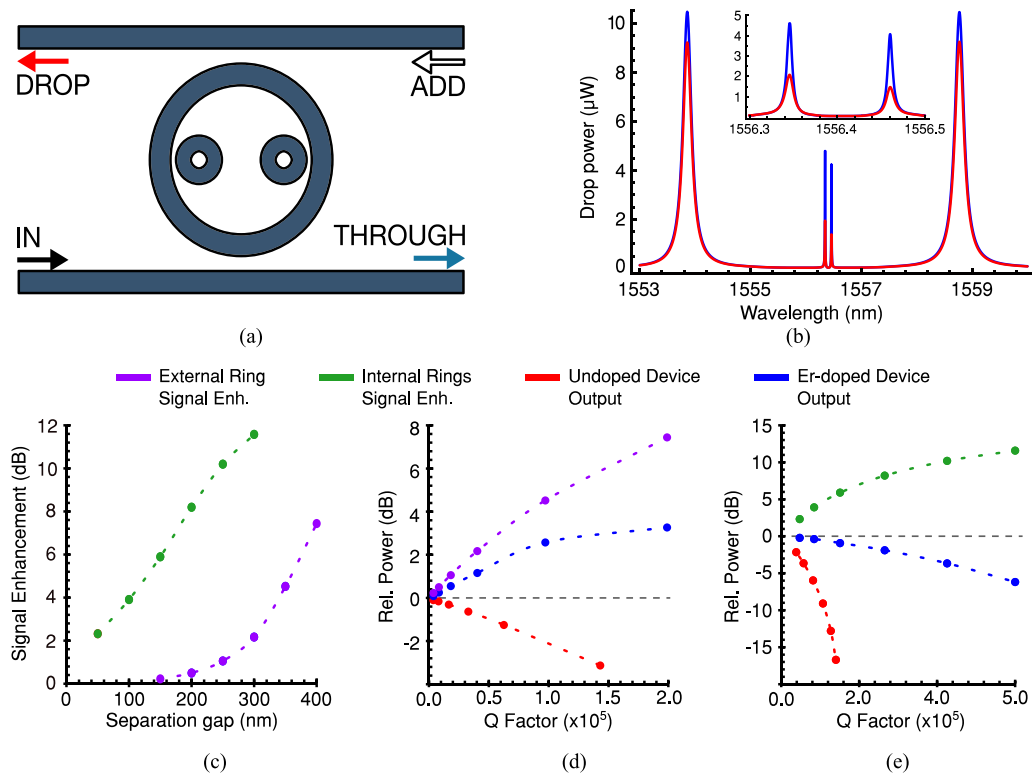 DROP
ADD
IN
THROUGH
(a)
Drop power (μW)
10
8
6
4
2
0
5
4
3
2
1
1556.3
1556.4
1556.5
1553
1555
1557
1559
Wavelength (nm)
(b)
External Ring
Signal Enh.
Internal Rings
Signal Enh.
Undoped Device
Output
Er-doped Device
Output
Signal Enhancement (dB)
12
10
8
6
4
2
0
0
100
200
300
400
Separation gap (nm)
(c)
Rel. Power (dB)
8
6
4
2
0
-2
0.0
0.5
1.0
1.5
2.0
Q Factor (x10⁵)
(d)
Rel. Power (dB)
15
10
5
0
-5
-10
-15
0.0
1.0
2.0
3.0
4.0
5.0
Q Factor (x10⁵)
(e)